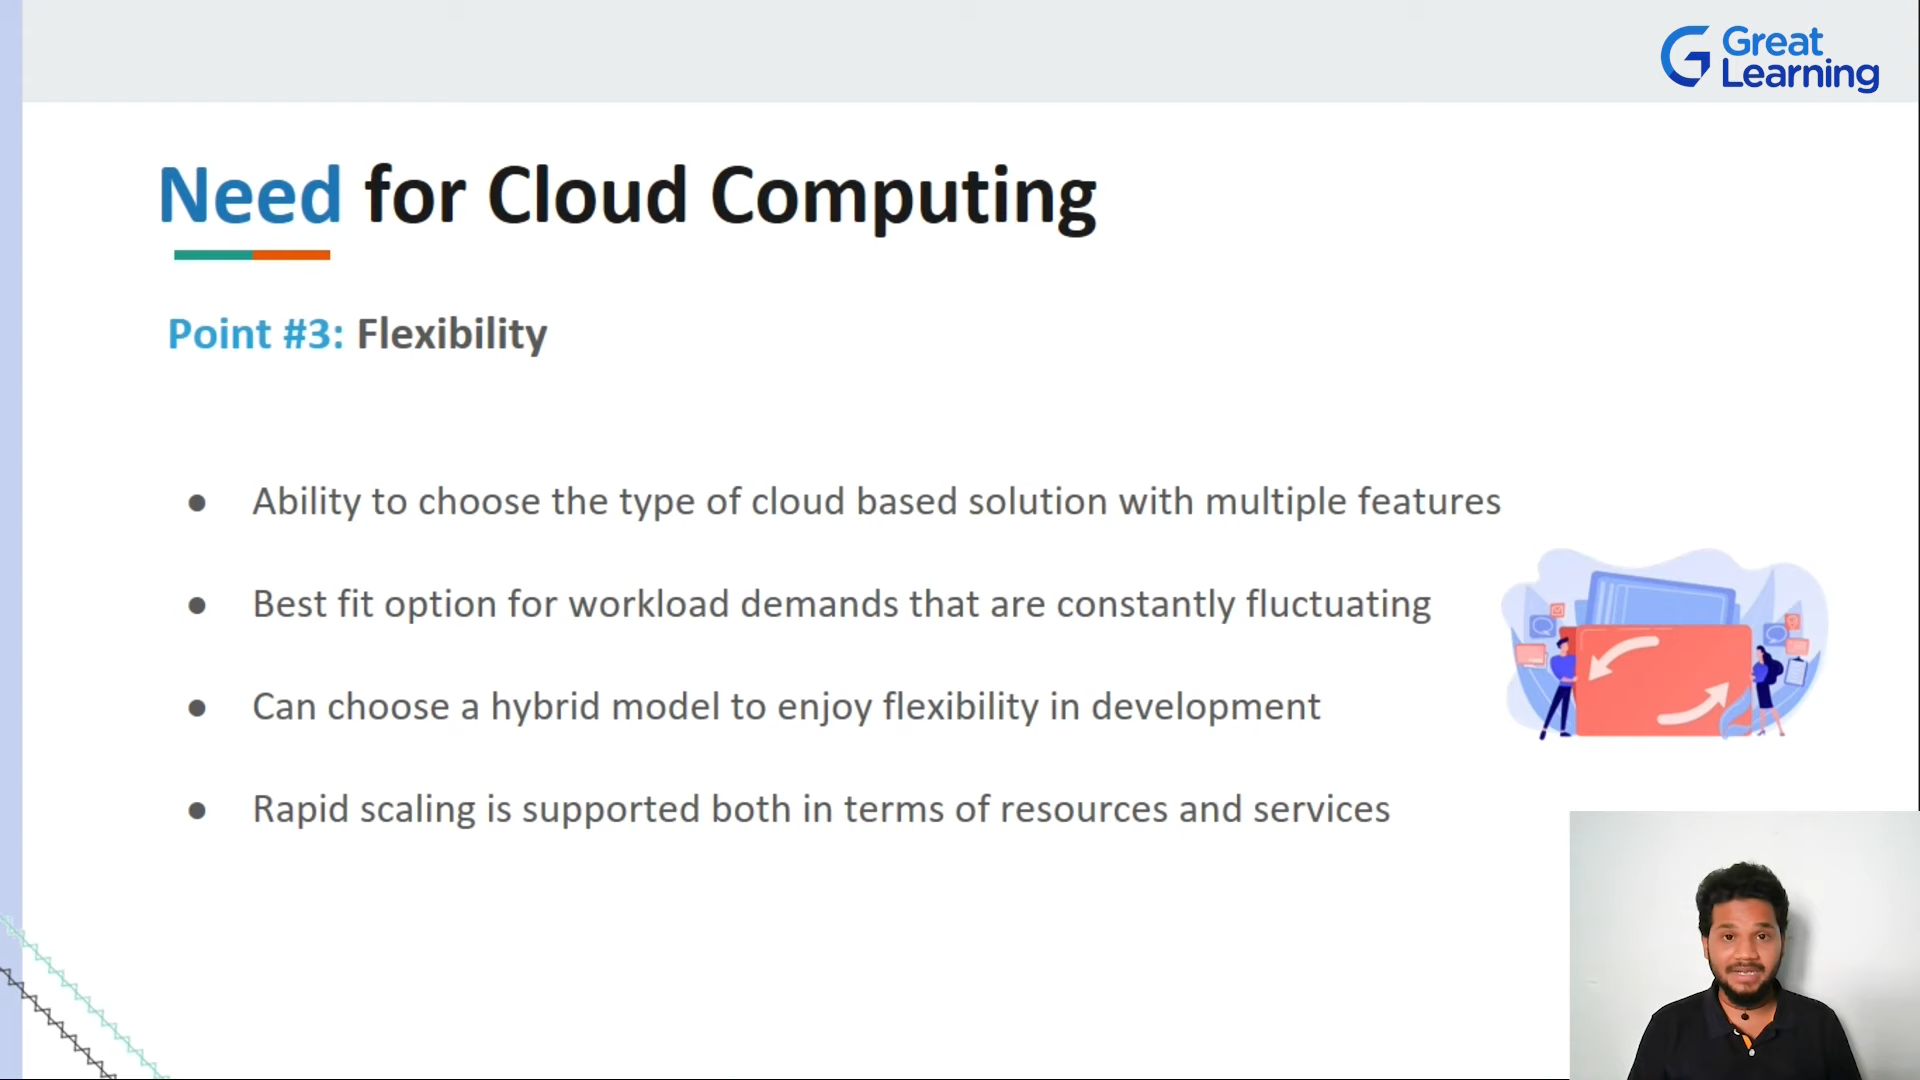 Great
Learning
Need for Cloud Computing
Point #3: Flexibility
● Ability to choose the type of cloud based solution with multiple features
● Best fit option for workload demands that are constantly fluctuating
● Can choose a hybrid model to enjoy flexibility in development
● Rapid scaling is supported both in terms of resources and services